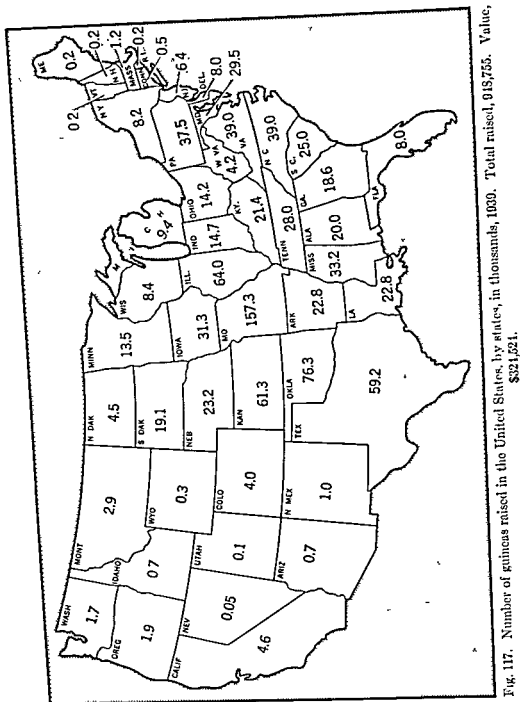 WASH
1.7
OREG
1.9
CALIF
4.6
NEV
0.05
IDAHO
0.7
MONT
2.9
WYO
0.3
UTAH
0.1
COLO
4.0
ARIZ
0.7
N MEX
1.0
N DAK
4.5
S DAK
19.1
NEB
23.2
KAN
61.3
OKLA
76.3
TEX
59.2
MINN
13.5
IOWA
31.3
MO
157.3
ARK
22.8
LA
22.8
WIS
8.4
ILL.
64.0
M I C H
9.4
IND
14.7
OHIO
14.2
KY.
21.4
TENN
28.0
MISS
33.2
ALA
20.0
GA.
18.6
FLA
8.0
S C.
25.0
N C
39.0
VA
39.0
W VA
4.2
PA
37.5
NY
8.2
VT
0.2
N H
0.2
ME
0.2
MASS
1.2
R I.
0.2
CONN
0.5
N J
6.4
DEL.
8.0
MD
29.5
Fig. 117. Number of guineas raised in the United States, by states, in thousands, 1939. Total raised, 918,755. Value,
$321,521.